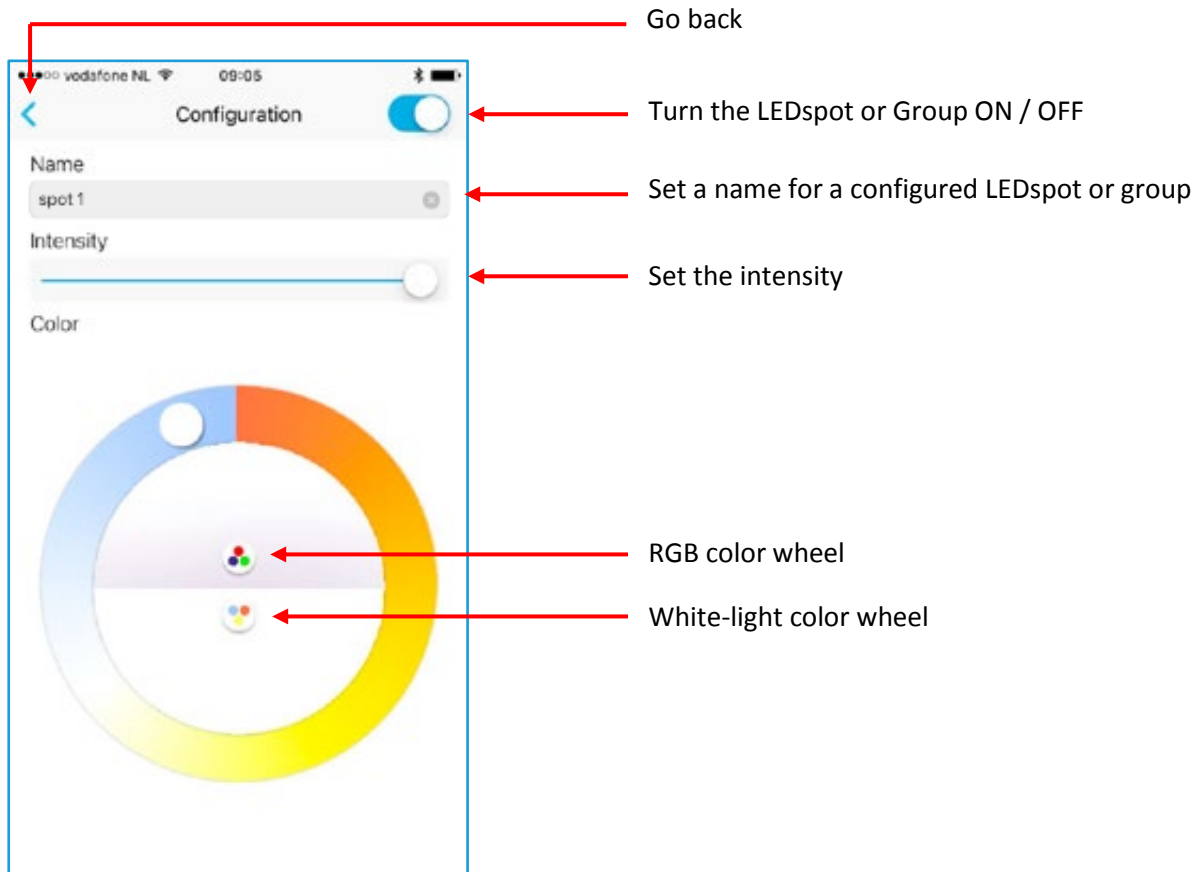 Go back
vodafone NL 09:05
Configuration
Turn the LEDspot or Group ON / OFF
Name
spot 1
Set a name for a configured LEDspot or group
Intensity
Set the intensity
Color
RGB color wheel
White-light color wheel